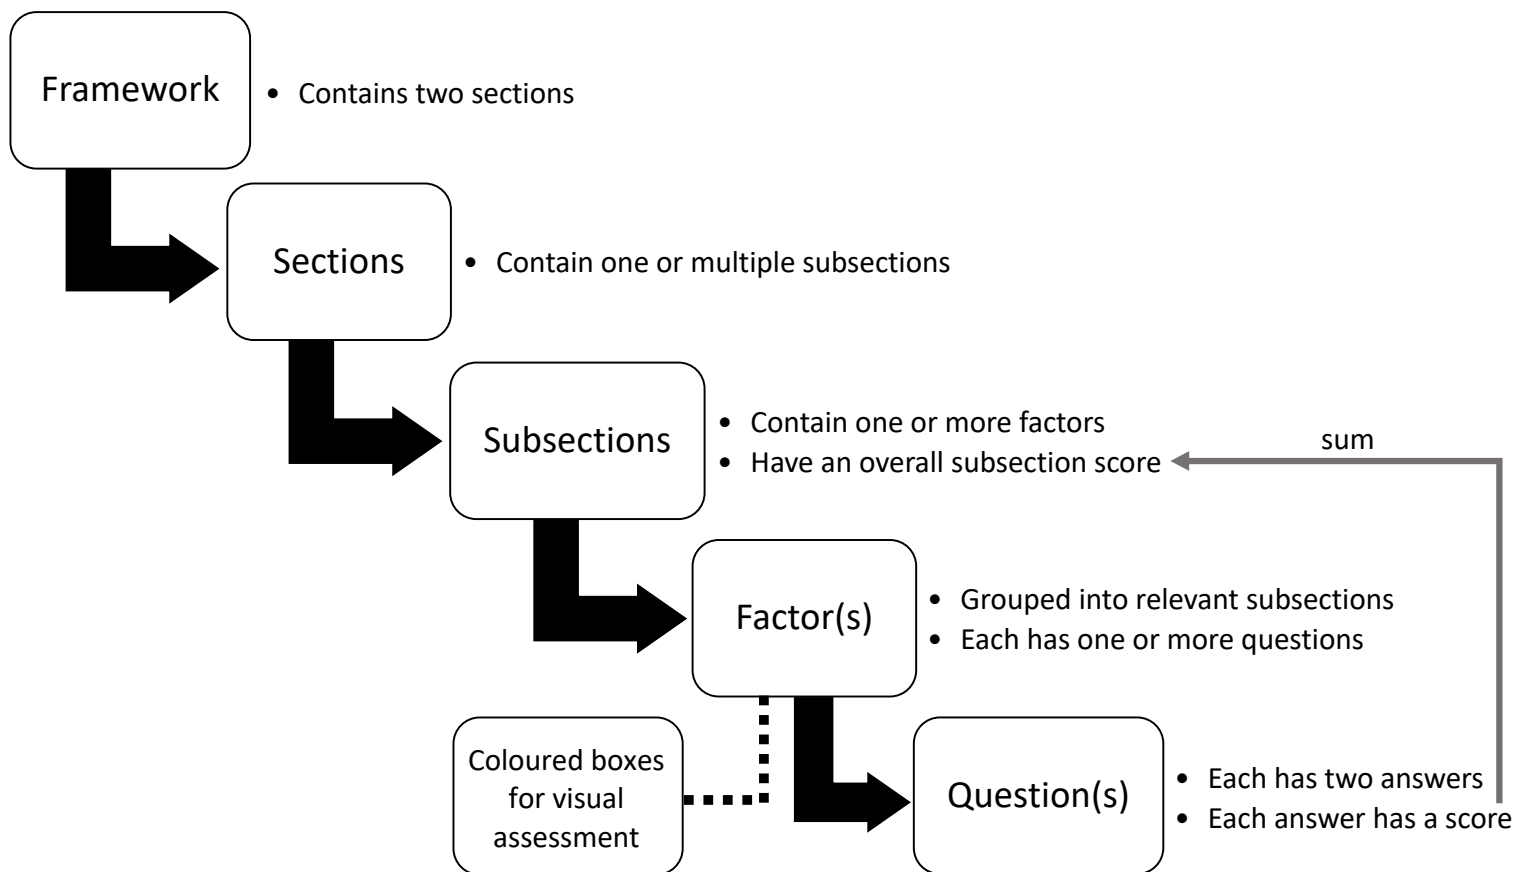 Framework
• Contains two sections
Sections
• Contain one or multiple subsections
Subsections
• Contain one or more factors
• Have an overall subsection score
sum
Factor(s)
• Grouped into relevant subsections
• Each has one or more questions
Coloured boxes
for visual
assessment
Question(s)
• Each has two answers
• Each answer has a score